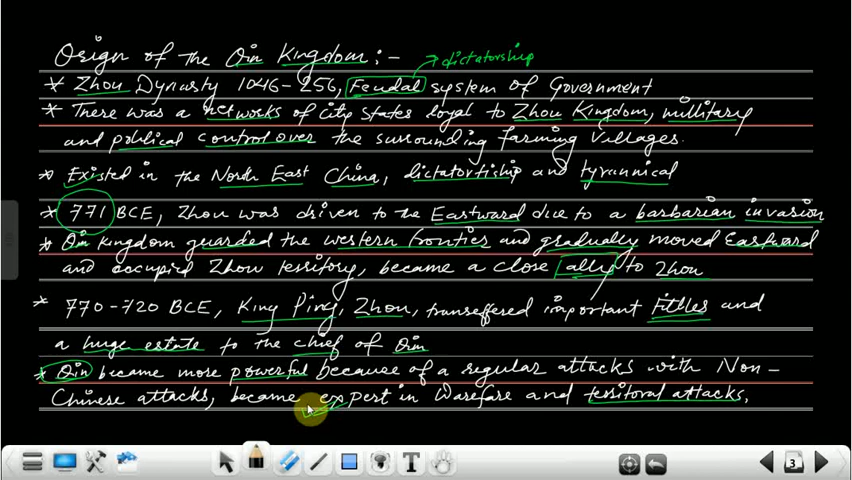 Origin of the Qin Kingdom :-
→ dictatorship
* Zhou Dynasty 1046-256, Feudal system of Government
* There was a networks of City States loyal to Zhou Kingdom, millitary
and political control over the surrounding farming Villages.
* Existed in the North East China, dictatortiship and tyrannical
* 771 BCE, Zhou was driven to the Eastward due to a barbarian invasion
* Qin kingdom guarded the western frontier and gradually moved Eastward
and occupied Zhou territory, became a close ally to Zhou
* 770-720 BCE, King Ping, Zhou, transeffered important Titles and
a huge estate to the chief of Qin
* Qin became more powerful because of a regular attacks with Non-
Chinese attacks, became expert in Warefare and territoral attacks.
3